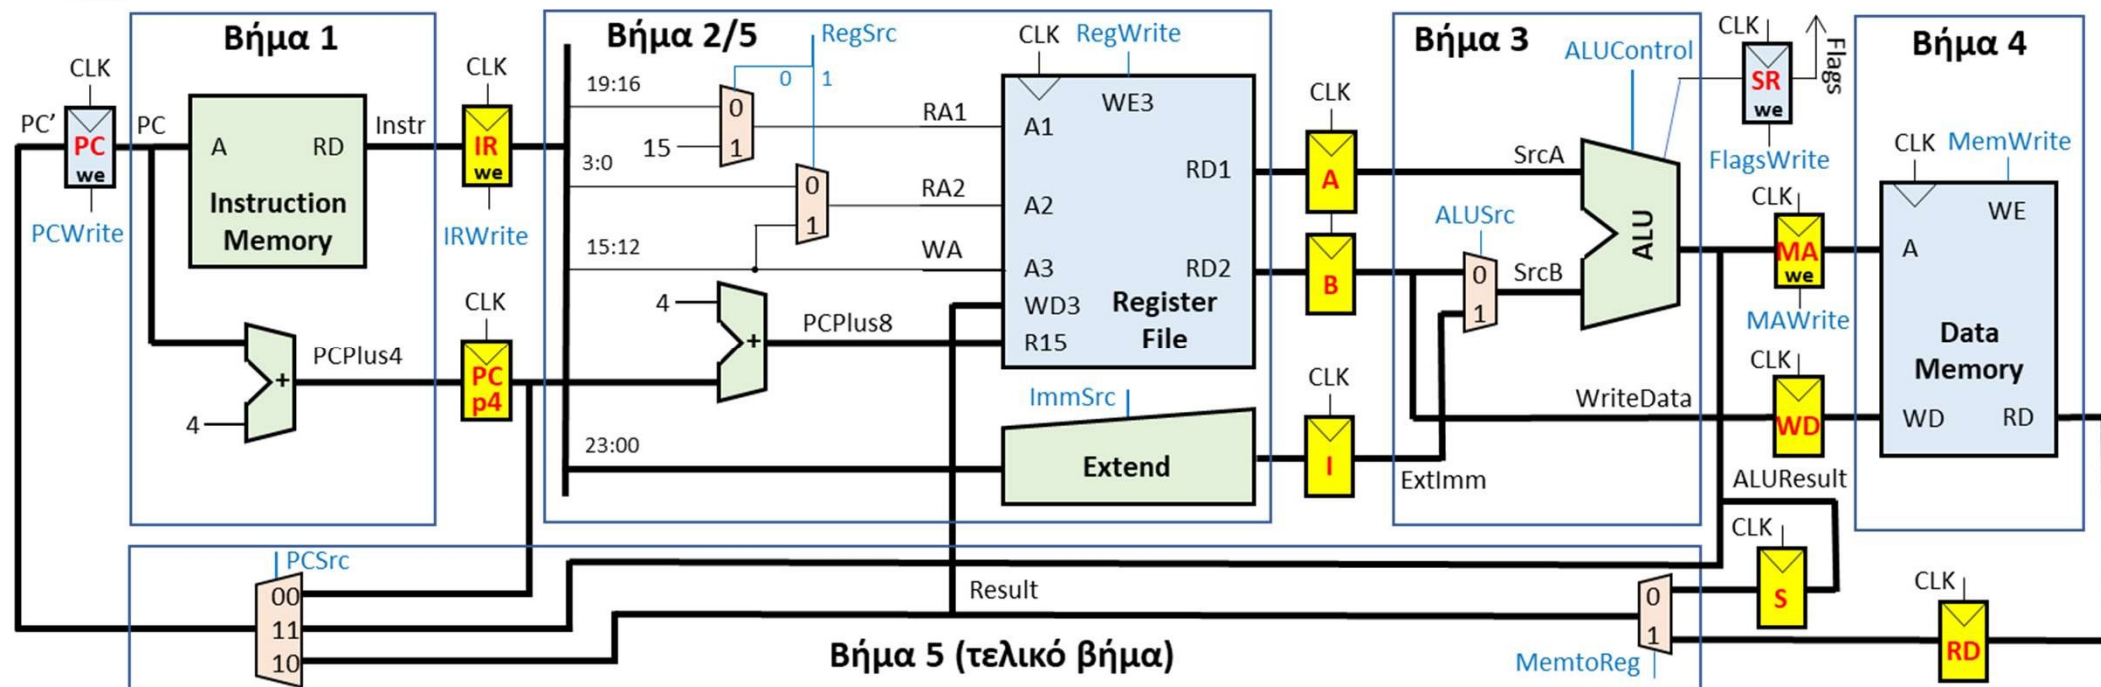 Βήμα 1
CLK
PC’
PC
we
PCWrite
PC
A
RD
Instruction
Memory
Instr
CLK
IR
we
IRWrite
4
+
PCPlus4
CLK
PC
p4
Βήμα 2/5
RegSrc
0
1
19:16
15
0
1
3:0
0
1
15:12
RA1
RA2
WA
4
+
PCPlus8
23:00
CLK
RegWrite
WE3
A1
A2
A3
WD3
R15
RD1
RD2
Register
File
ImmSrc
Extend
CLK
A
B
CLK
I
Βήμα 3
ALUControl
SrcA
ALUSrc
0
1
SrcB
ALU
WriteData
ExtImm
CLK
SR
we
Flags
FlagsWrite
CLK
MA
we
MAWrite
CLK
WD
ALUResult
Βήμα 4
CLK
MemWrite
WE
A
Data
Memory
WD
RD
PCSrc
00
11
10
Result
Βήμα 5 (τελικό βήμα)
0
1
MemtoReg
CLK
S
CLK
RD